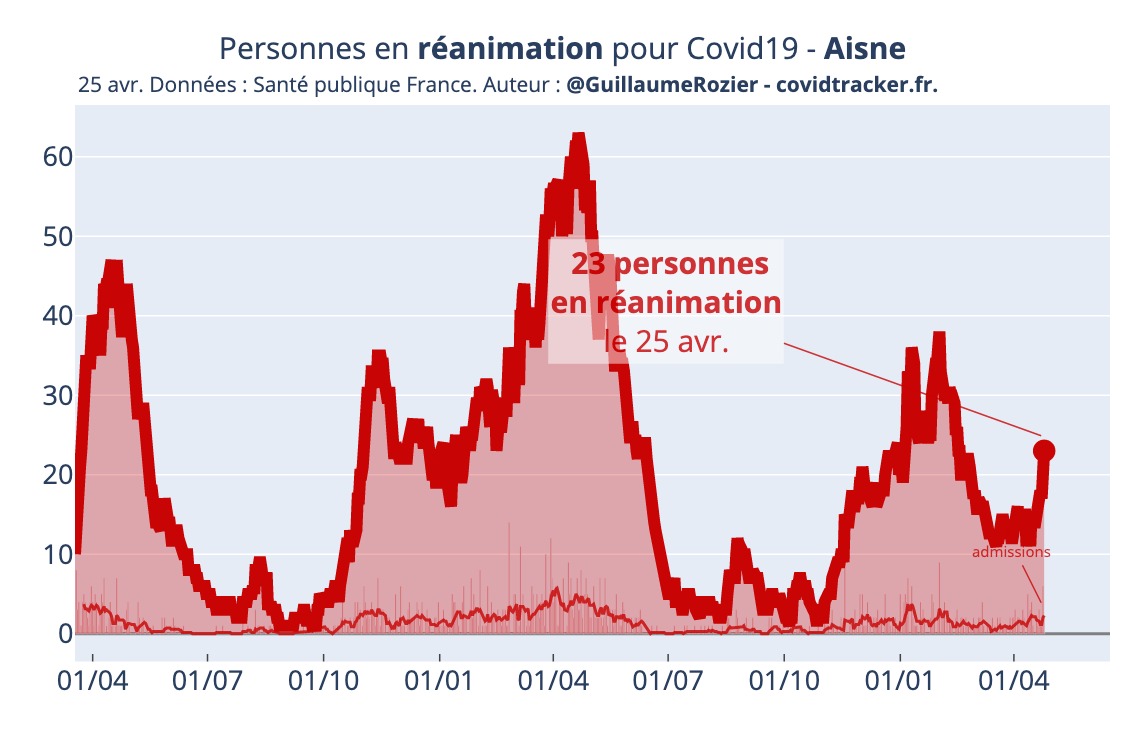 Personnes en réanimation pour Covid19 - Aisne
25 avr. Données : Santé publique France. Auteur : @GuillaumeRozier - covidtracker.fr.
60
50
40
30
20
10
0
23 personnes
en réanimation
le 25 avr.
admissions
01/04
01/07
01/10
01/01
01/04
01/07
01/10
01/01
01/04